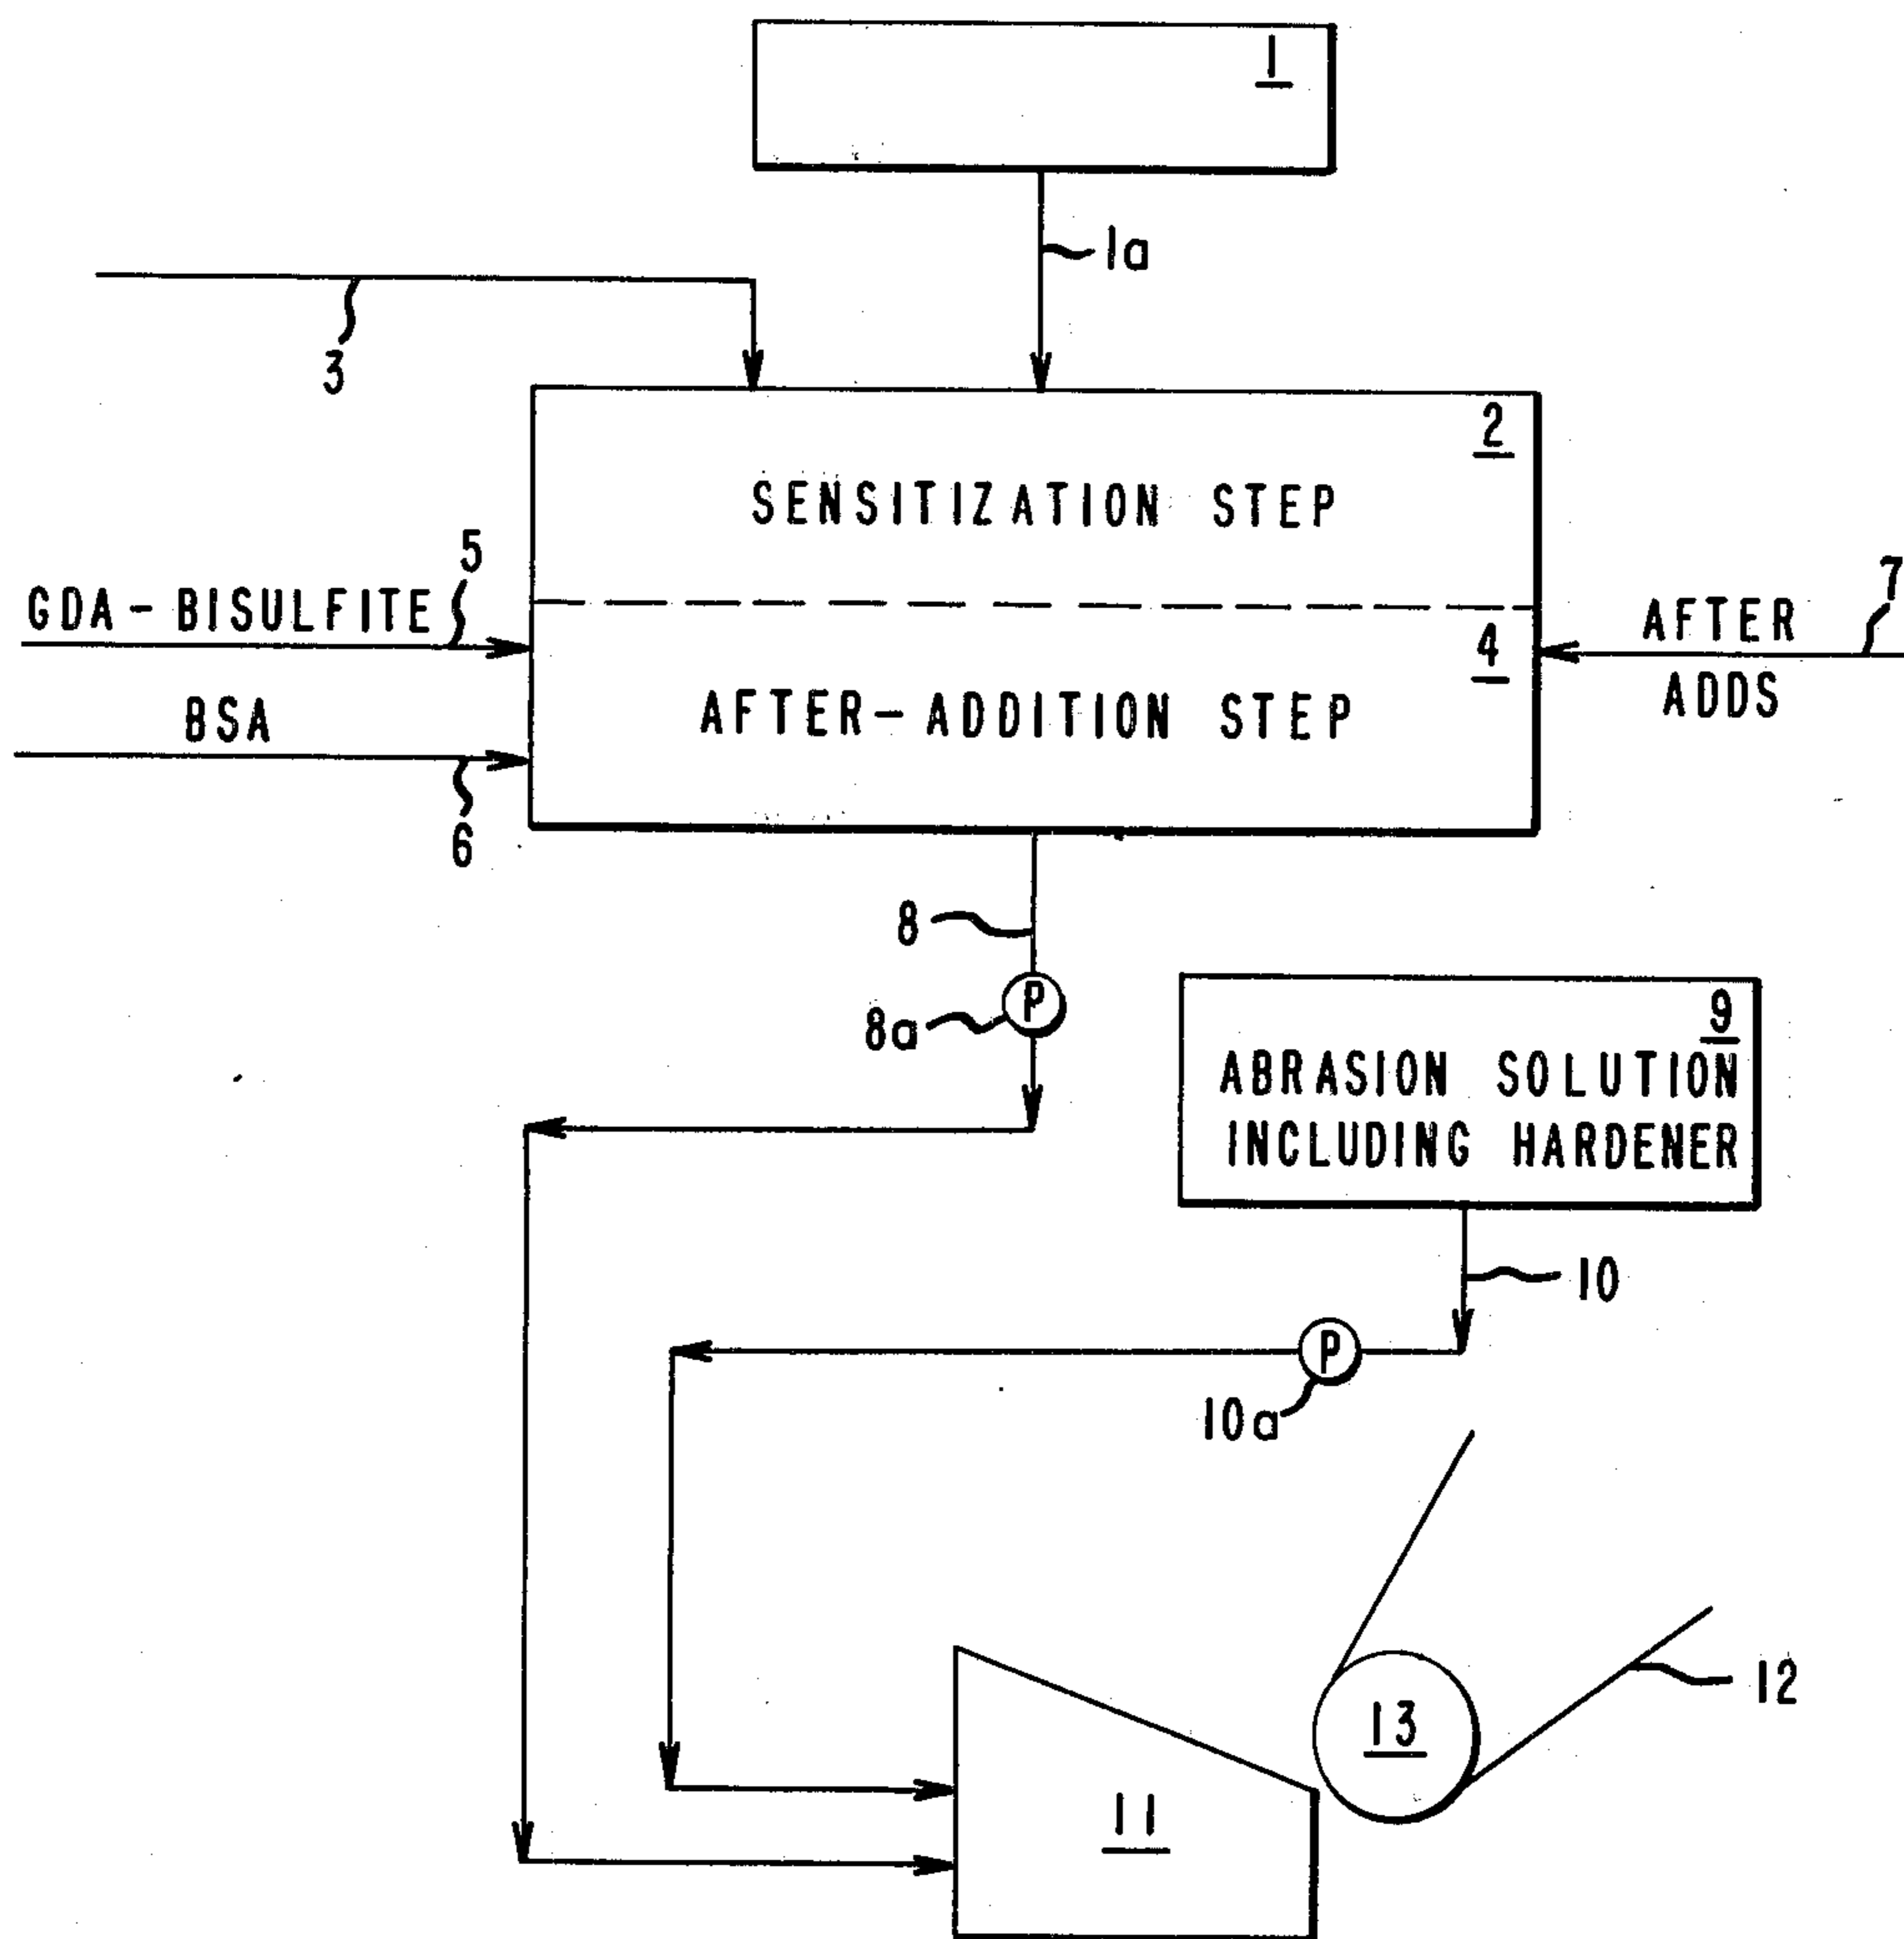 1
1a
3
2
SENSITIZATION STEP
5
GDA-BISULFITE
7
AFTER
ADDS
4
AFTER-ADDITION STEP
BSA
6
8
P
8a
9
ABRASION SOLUTION
INCLUDING HARDENER
10
P
10a
12
13
11